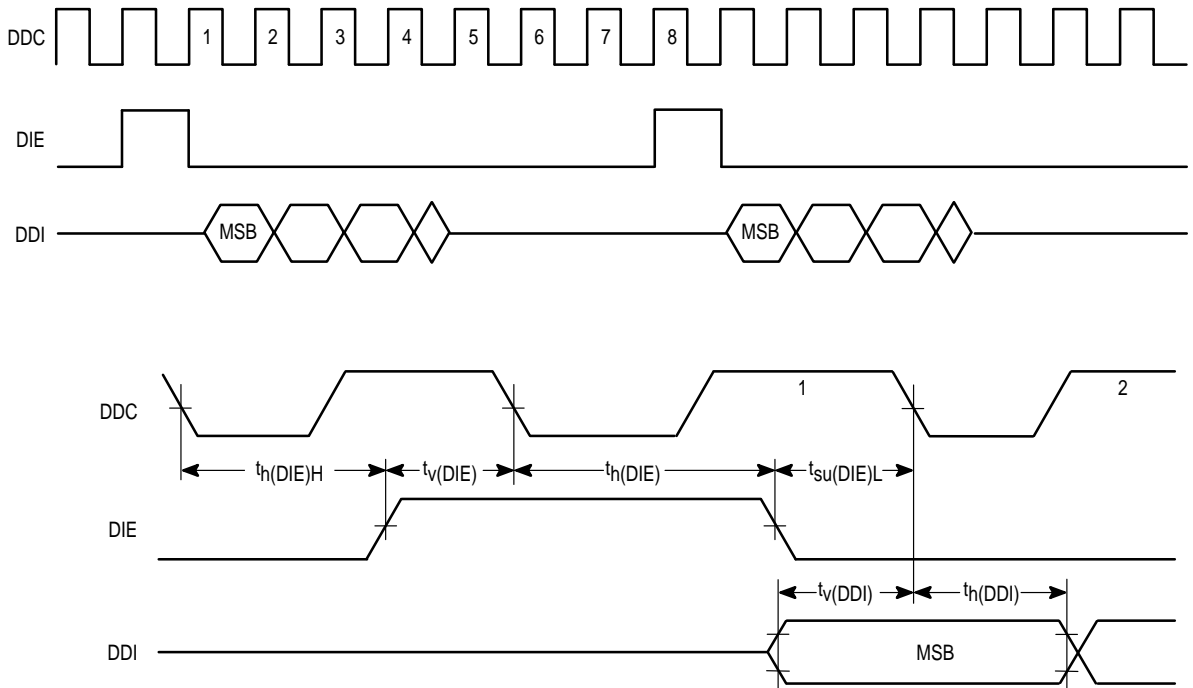 DDC 1 2 3 4 5 6 7 8
DIE
DDI MSB MSB
DDC 1 2
th(DIE)H tv(DIE) th(DIE) tsu(DIE)L
DIE
tv(DDI) th(DDI)
DDI MSB